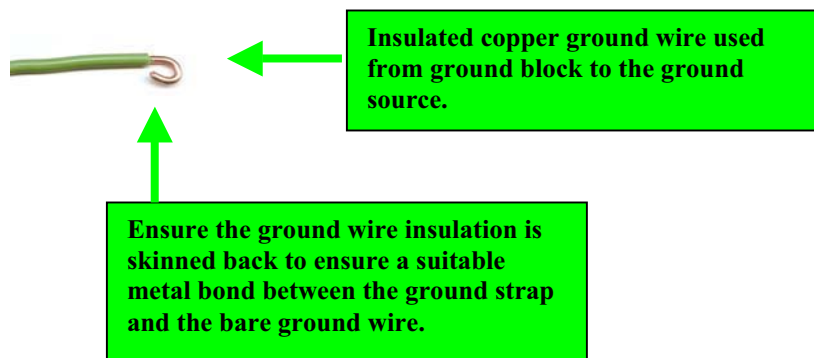 Insulated copper ground wire used
from ground block to the ground
source.
Ensure the ground wire insulation is
skinned back to ensure a suitable
metal bond between the ground strap
and the bare ground wire.